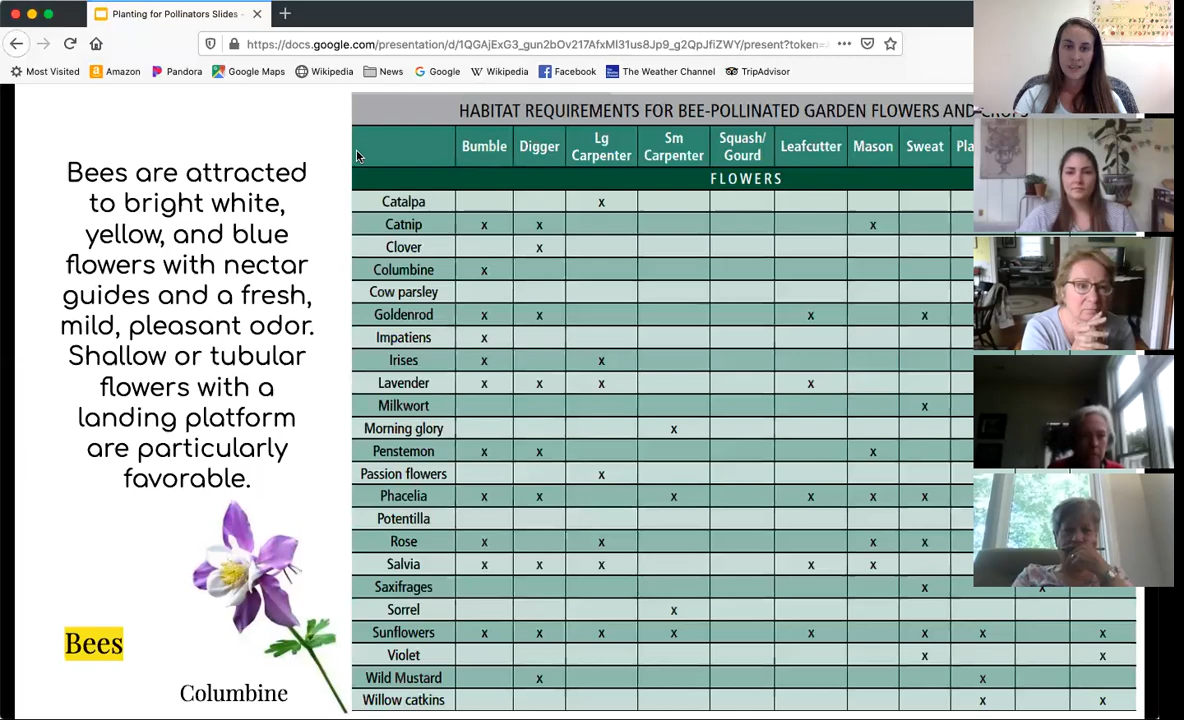 Planting for Pollinators Slides -
https://docs.google.com/presentation/d/1QGAjExG3_gun2bOv217AfxMl31us8Jp9_g2QpJfiZWY/present?token=
Most Visited Amazon Pandora Google Maps Wikipedia News Google Wikipedia Facebook The Weather Channel TripAdvisor
Bees are attracted
to bright white,
yellow, and blue
flowers with nectar
guides and a fresh,
mild, pleasant odor.
Shallow or tubular
flowers with a
landing platform
are particularly
favorable.
Bees
Columbine
HABITAT REQUIREMENTS FOR BEE-POLLINATED GARDEN FLOWERS AND CROPS
Bumble Digger Lg Carpenter Sm Carpenter Squash/ Gourd Leafcutter Mason Sweat
FLOWERS
Catalpa x
Catnip x x x
Clover x
Columbine x
Cow parsley
Goldenrod x x x x
Impatiens x
Irises x x
Lavender x x x x
Milkwort x
Morning glory x
Penstemon x x x
Passion flowers x
Phacelia x x x x x x
Potentilla
Rose x x x x
Salvia x x x x x
Saxifrages x x
Sorrel x
Sunflowers x x x x x x x x
Violet x x
Wild Mustard x x
Willow catkins x x